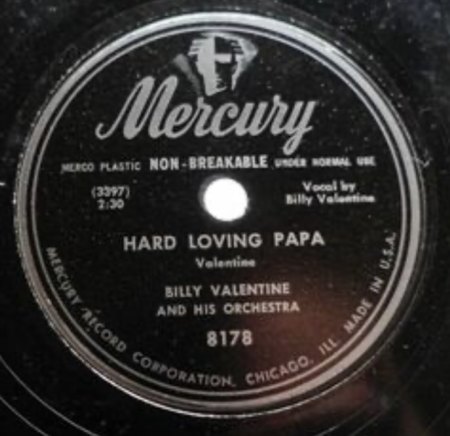 Mercury
MERCO PLASTIC NON-BREAKABLE UNDER NORMAL USE
(3397)
2:30
Vocal by
Billy Valentine
HARD LOVING PAPA
Valentine
BILLY VALENTINE
AND HIS ORCHESTRA
8178
MERCURY RECORD CORPORATION, CHICAGO, ILL. MADE IN U.S.A.